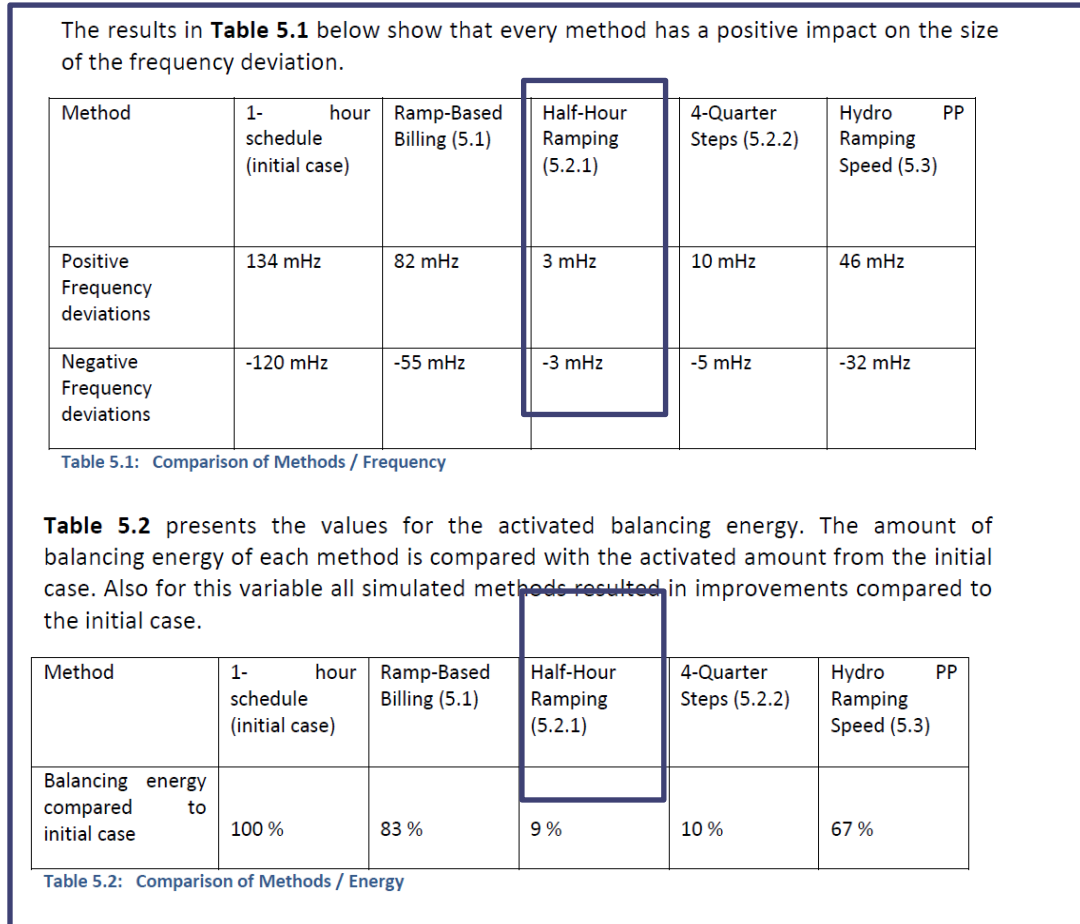 The results in Table 5.1 below show that every method has a positive impact on the size
of the frequency deviation.
Method
1- hour
schedule
(initial case)
Ramp-Based
Billing (5.1)
Half-Hour
Ramping
(5.2.1)
4-Quarter
Steps (5.2.2)
Hydro PP
Ramping
Speed (5.3)
Positive
Frequency
deviations
134 mHz
82 mHz
3 mHz
10 mHz
46 mHz
Negative
Frequency
deviations
-120 mHz
-55 mHz
-3 mHz
-5 mHz
-32 mHz
Table 5.1: Comparison of Methods / Frequency
Table 5.2 presents the values for the activated balancing energy. The amount of
balancing energy of each method is compared with the activated amount from the initial
case. Also for this variable all simulated methods resulted in improvements compared to
the initial case.
Method
1- hour
schedule
(initial case)
Ramp-Based
Billing (5.1)
Half-Hour
Ramping
(5.2.1)
4-Quarter
Steps (5.2.2)
Hydro PP
Ramping
Speed (5.3)
Balancing energy
compared to
initial case
100 %
83 %
9 %
10 %
67 %
Table 5.2: Comparison of Methods / Energy